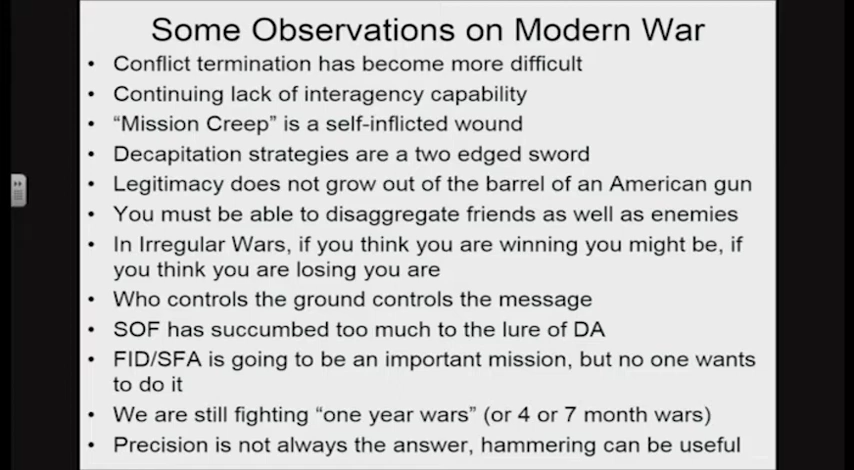 Some Observations on Modern War
• Conflict termination has become more difficult
• Continuing lack of interagency capability
• “Mission Creep” is a self-inflicted wound
• Decapitation strategies are a two edged sword
• Legitimacy does not grow out of the barrel of an American gun
• You must be able to disaggregate friends as well as enemies
• In Irregular Wars, if you think you are winning you might be, if
you think you are losing you are
• Who controls the ground controls the message
• SOF has succumbed too much to the lure of DA
• FID/SFA is going to be an important mission, but no one wants
to do it
• We are still fighting “one year wars” (or 4 or 7 month wars)
• Precision is not always the answer, hammering can be useful